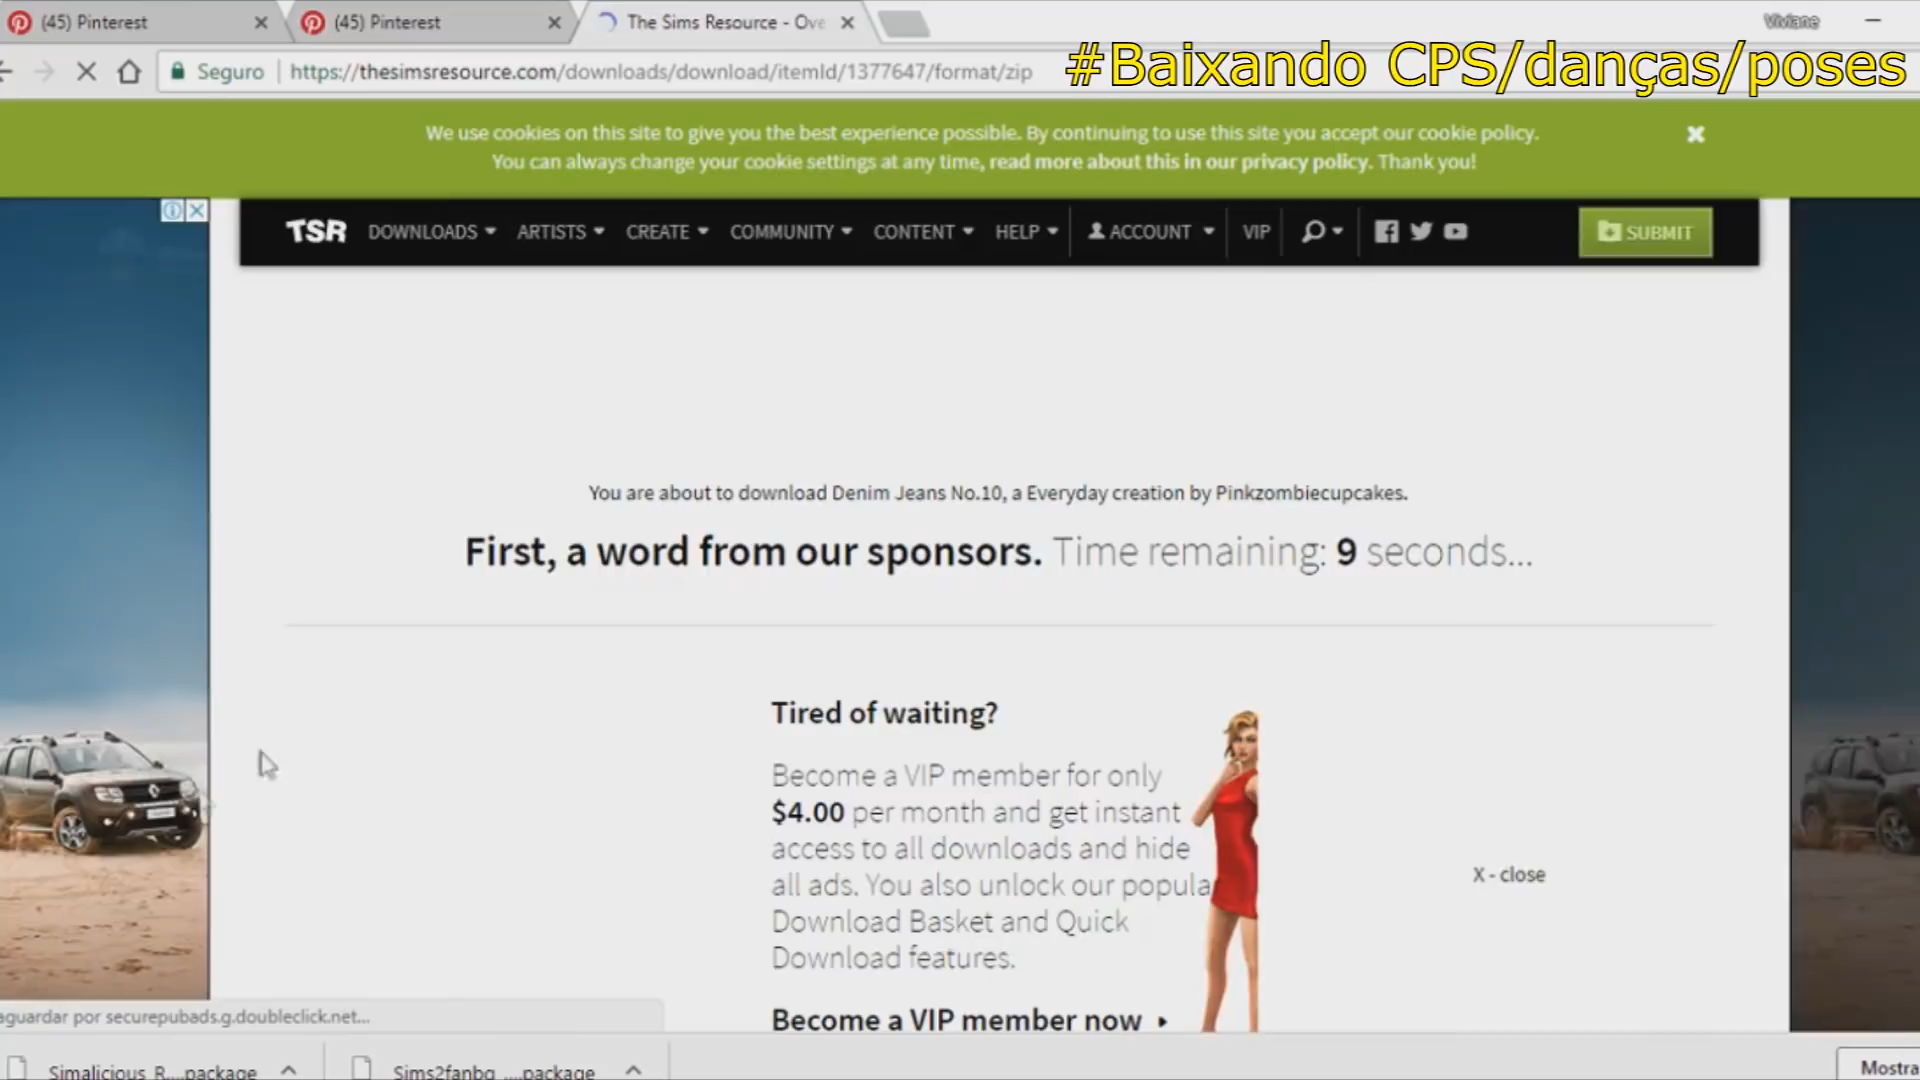 (45) Pinterest
(45) Pinterest
The Sims Resource - Ove
Viviane
Seguro
https://thesimsresource.com/downloads/download/itemId/1377647/format/zip
#Baixando CPS/danças/poses
We use cookies on this site to give you the best experience possible. By continuing to use this site you accept our cookie policy.
You can always change your cookie settings at any time, read more about this in our privacy policy. Thank you!
TSR DOWNLOADS ARTISTS CREATE COMMUNITY CONTENT HELP ACCOUNT VIP SUBMIT
You are about to download Denim Jeans No.10, a Everyday creation by Pinkzombiecupcakes.
First, a word from our sponsors. Time remaining: 9 seconds...
Tired of waiting?
Become a VIP member for only
$4.00 per month and get instant
access to all downloads and hide
all ads. You also unlock our popula
Download Basket and Quick
Download features.
X - close
Become a VIP member now
aguardar por securepubads.g.doubleclick.net...
Simalicious_R....package
Sims2fanbg_....package
Mostra